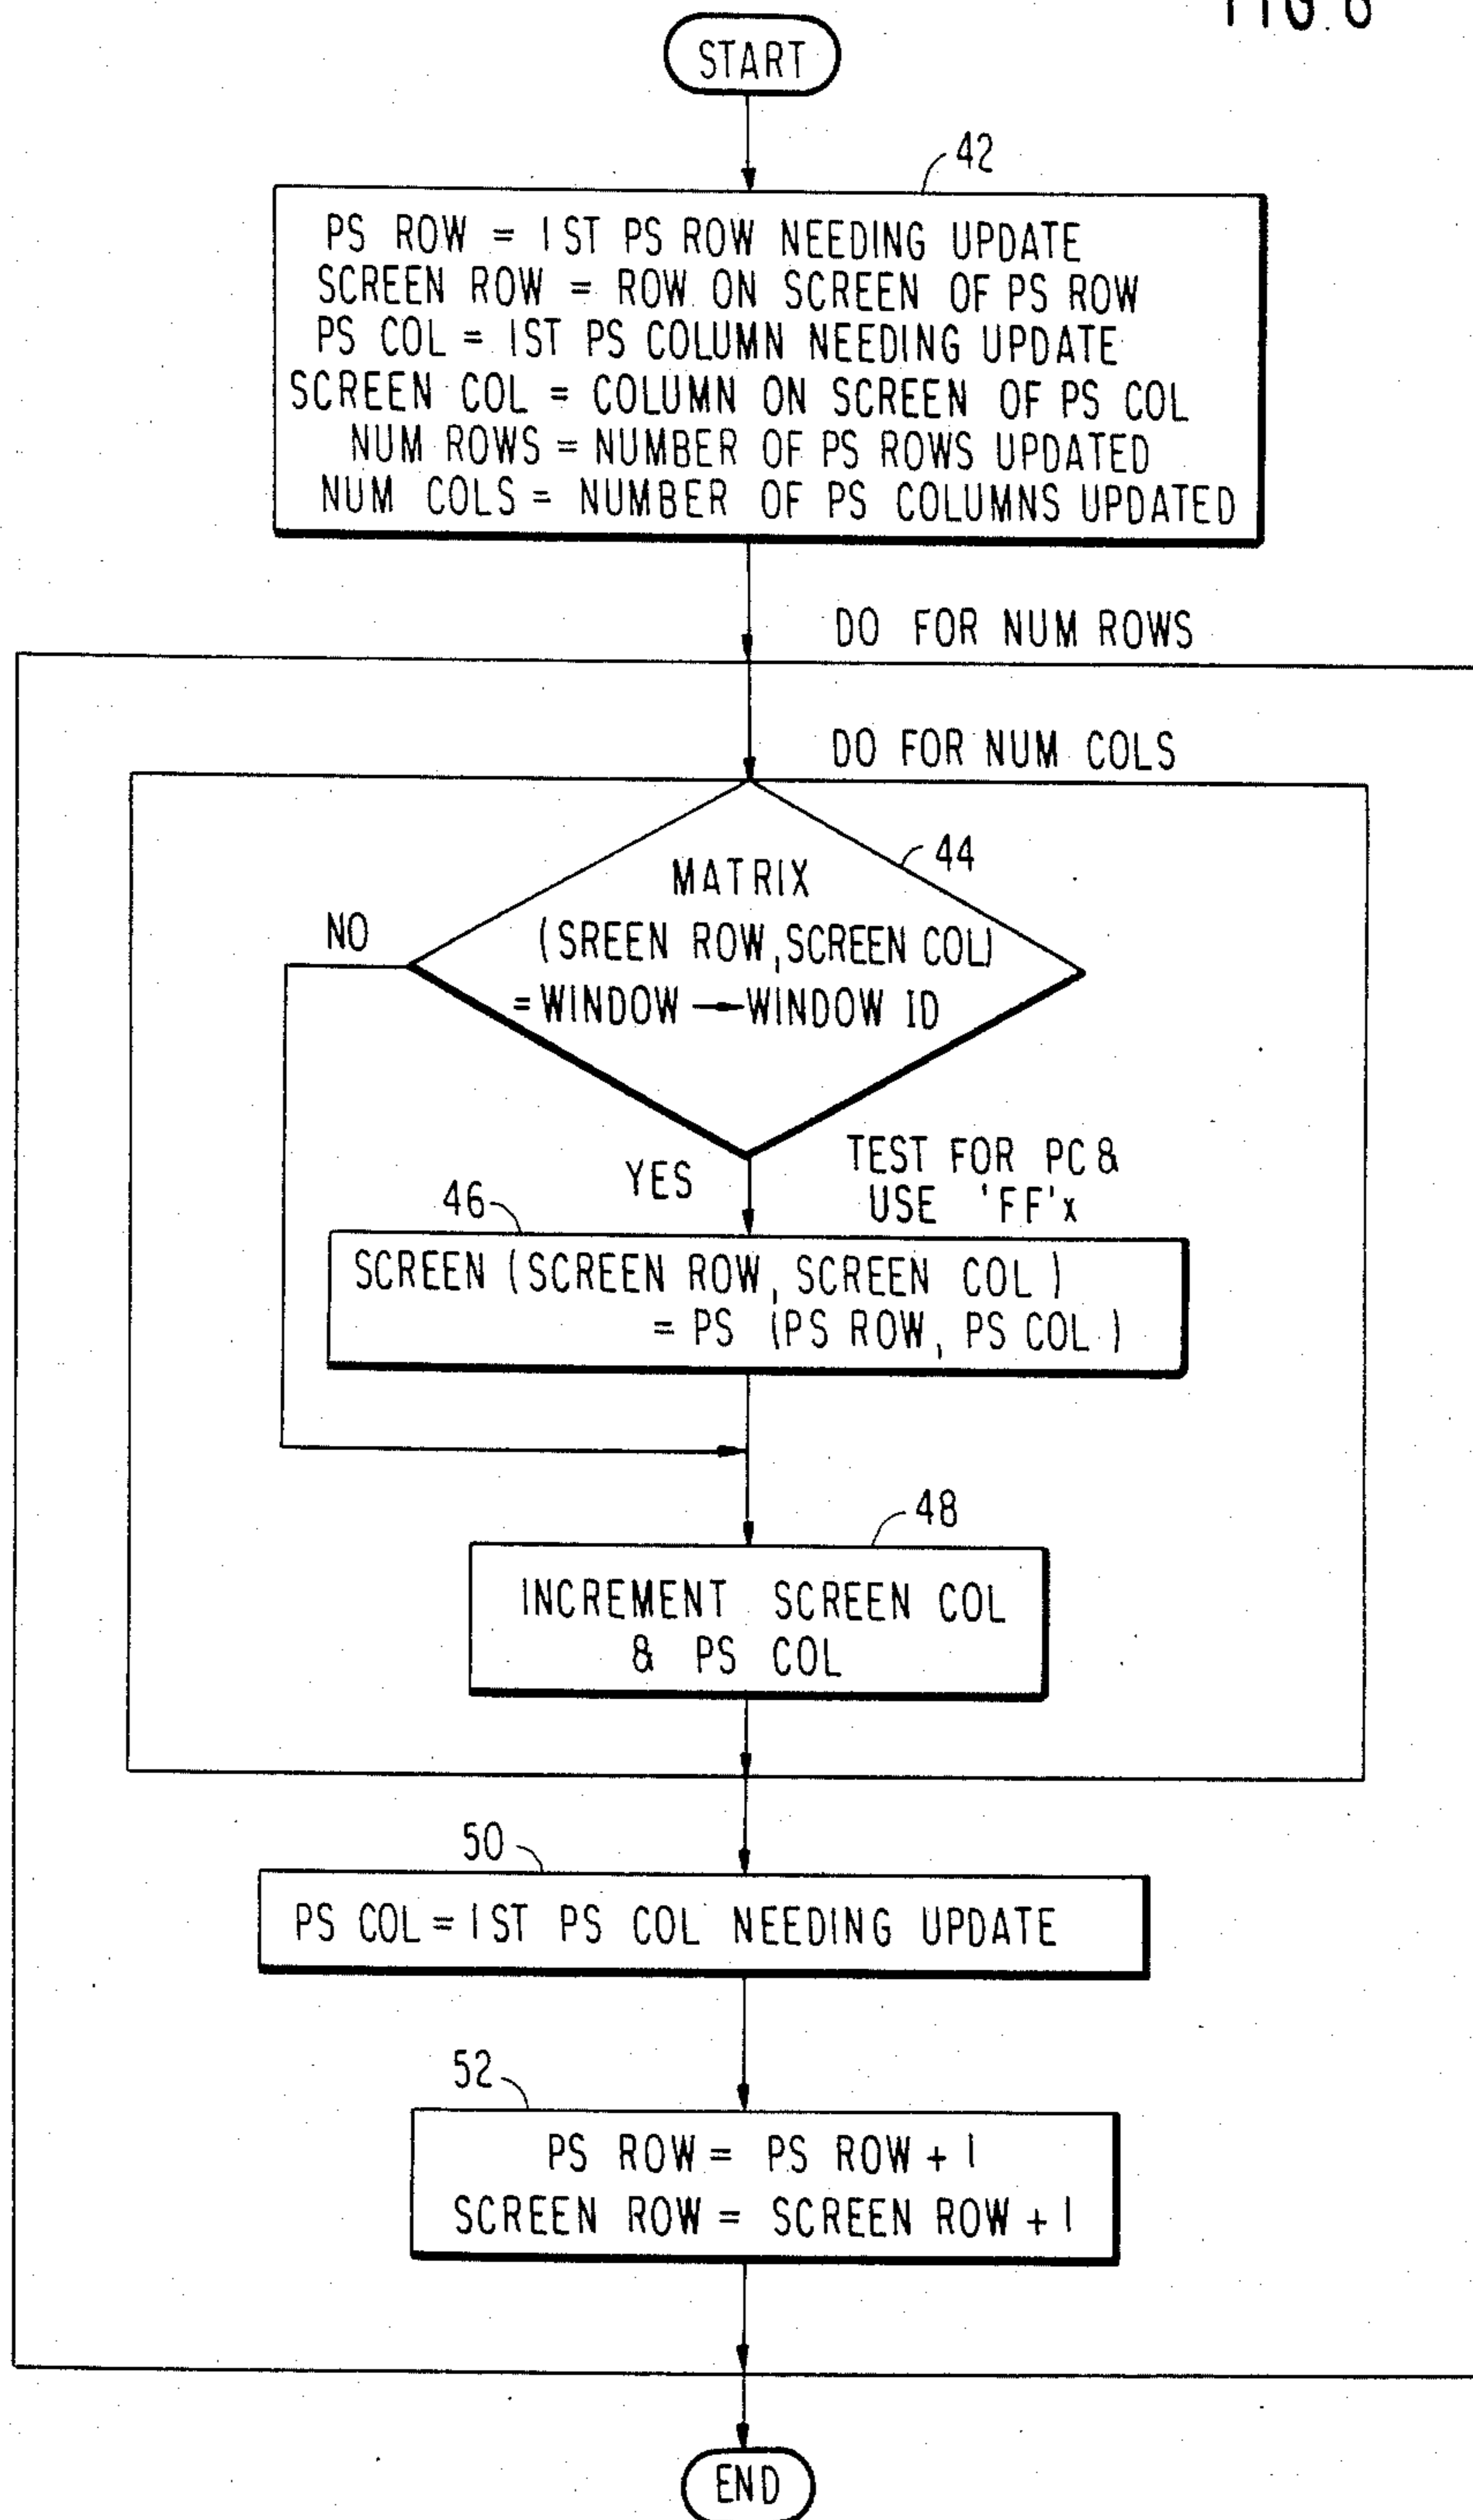 FIG. 6
START
42
PS ROW = 1ST PS ROW NEEDING UPDATE
SCREEN ROW = ROW ON SCREEN OF PS ROW
PS COL = 1ST PS COLUMN NEEDING UPDATE
SCREEN COL = COLUMN ON SCREEN OF PS COL
NUM ROWS = NUMBER OF PS ROWS UPDATED
NUM COLS = NUMBER OF PS COLUMNS UPDATED
DO FOR NUM ROWS
DO FOR NUM COLS
44
MATRIX
(SREEN ROW, SCREEN COL)
= WINDOW → WINDOW ID
NO
YES
TEST FOR PC &
USE 'FF'x
46
SCREEN (SCREEN ROW, SCREEN COL)
= PS (PS ROW, PS COL)
48
INCREMENT SCREEN COL
& PS COL
50
PS COL = 1ST PS COL NEEDING UPDATE
52
PS ROW = PS ROW + 1
SCREEN ROW = SCREEN ROW + 1
END